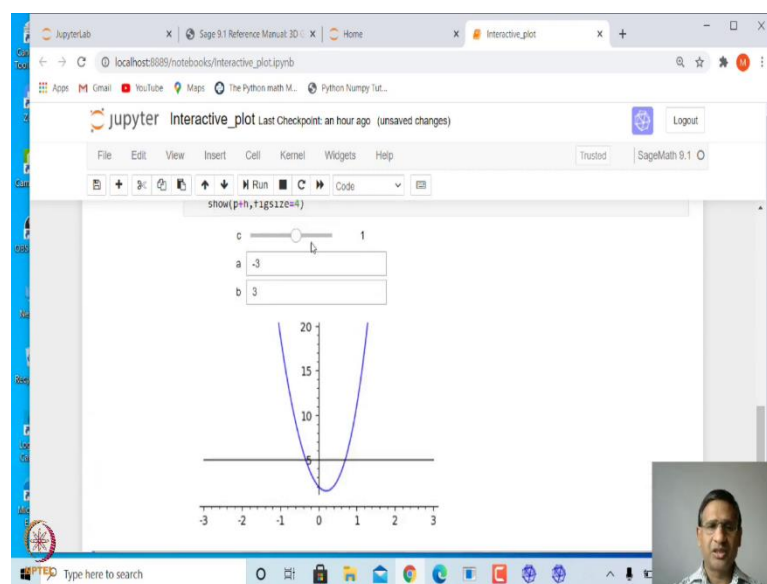 JupyterLab
Sage 9.1 Reference Manual: 3D G
Home
Interactive_plot
localhost:8889/notebooks/Interactive_plot.ipynb
Apps Gmail YouTube Maps The Python math M... Python Numpy Tut...
jupyter Interactive_plot Last Checkpoint: an hour ago (unsaved changes)
Logout
File Edit View Insert Cell Kernel Widgets Help
Trusted SageMath 9.1
Run Code
show(p+h,figsize=4)
c 1
a -3
b 3
20
15
10
5
-3 -2 -1 0 1 2 3
Type here to search